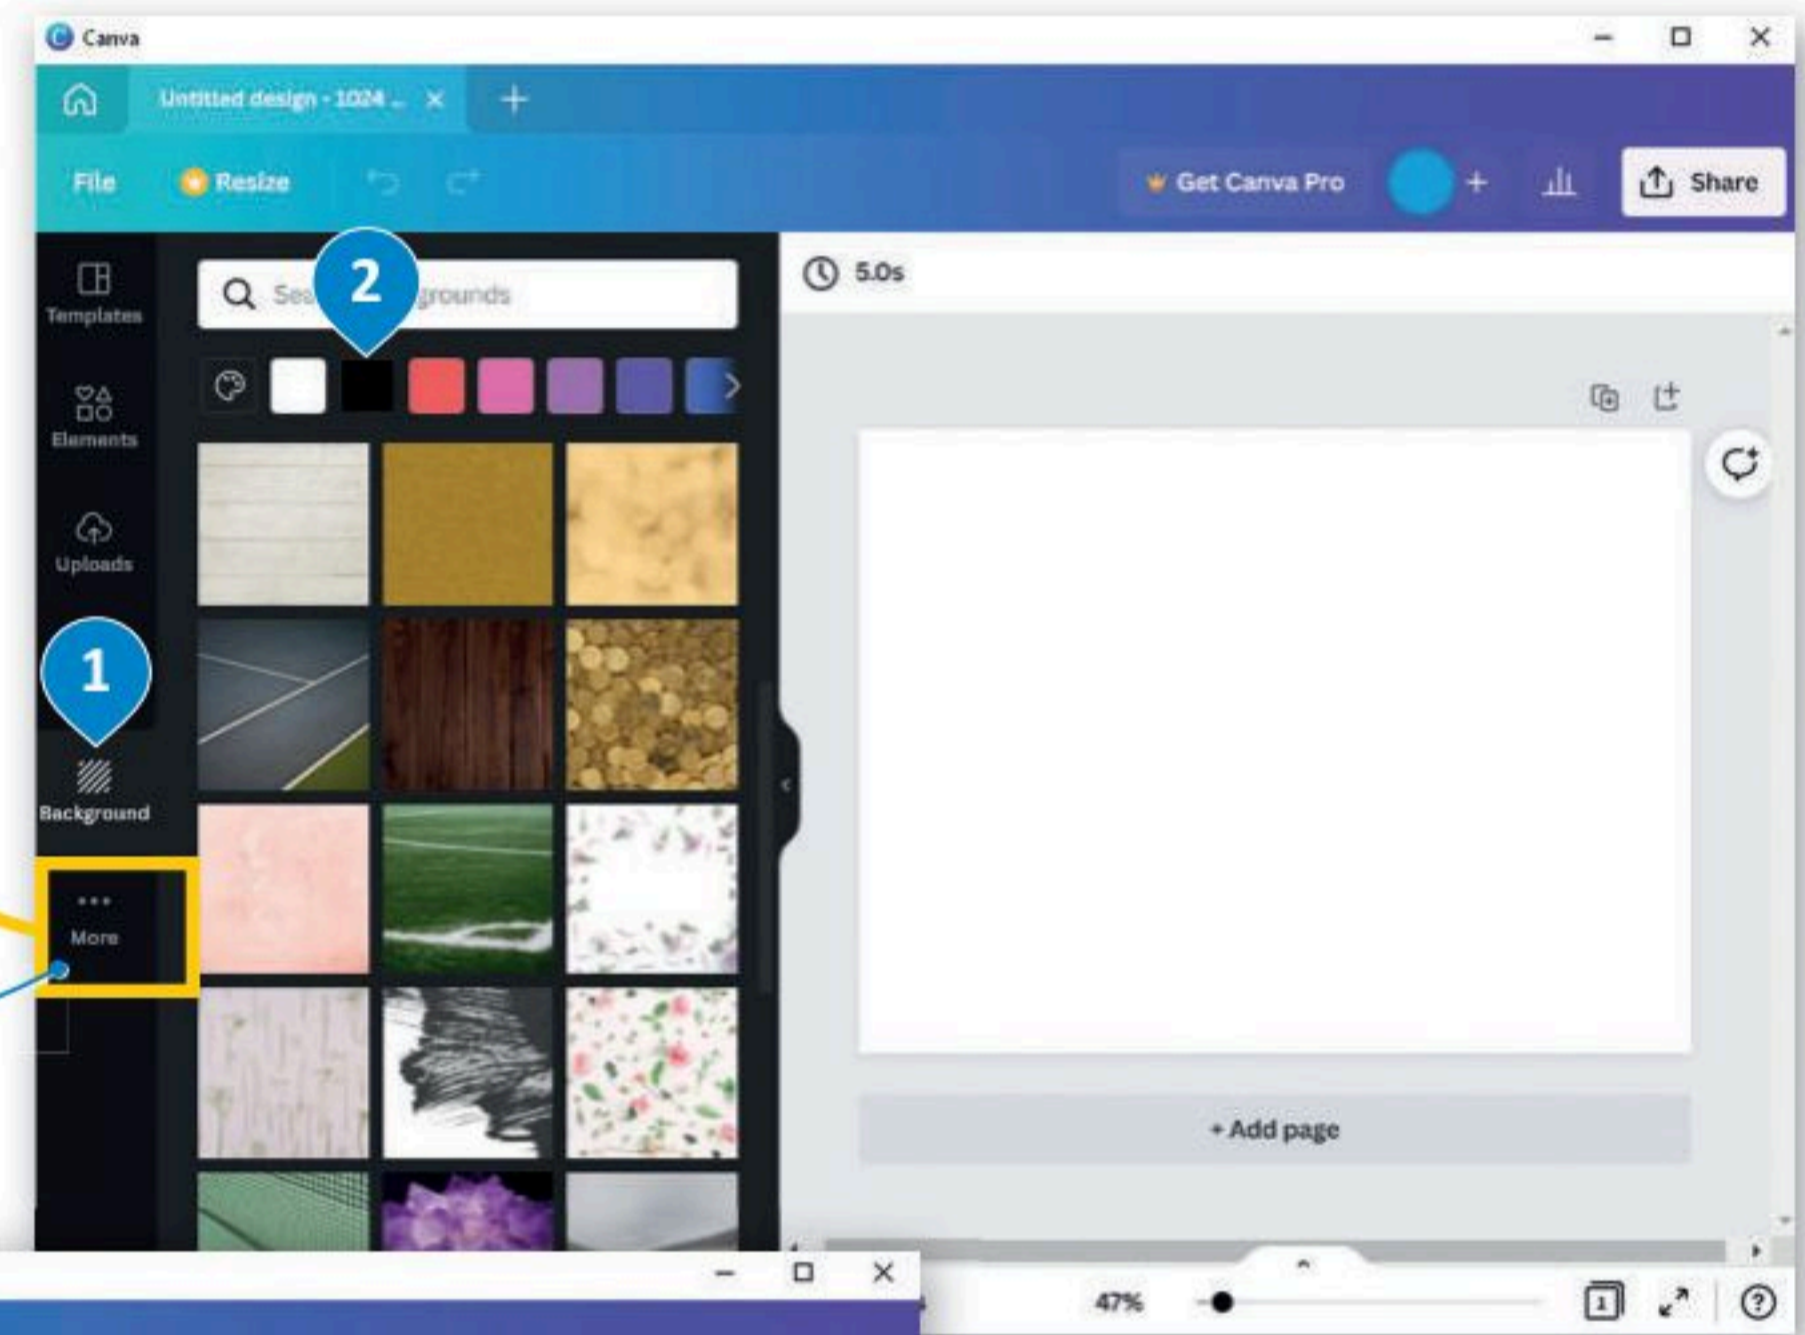 Canva
Untitled design - 1024 ...
File
Resize
Get Canva Pro
Share
2
5.0s
Templates
Elements
Uploads
1
Background
More
+ Add page
47%
1